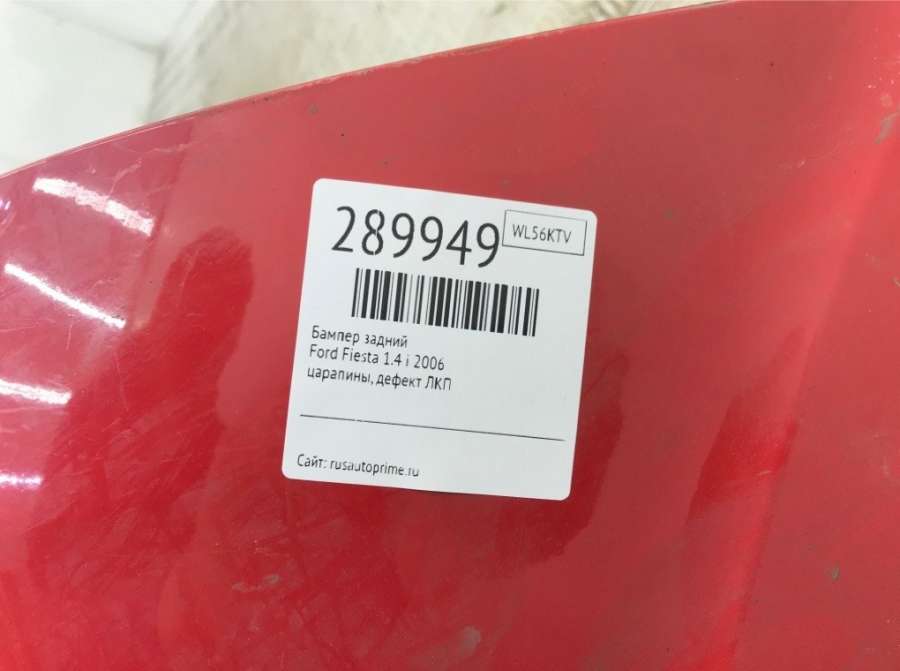 289949
WL56KTV
Бампер задний
Ford Fiesta 1.4 i 2006
царапины, дефект ЛКП
Сайт: rusautoprime.ru